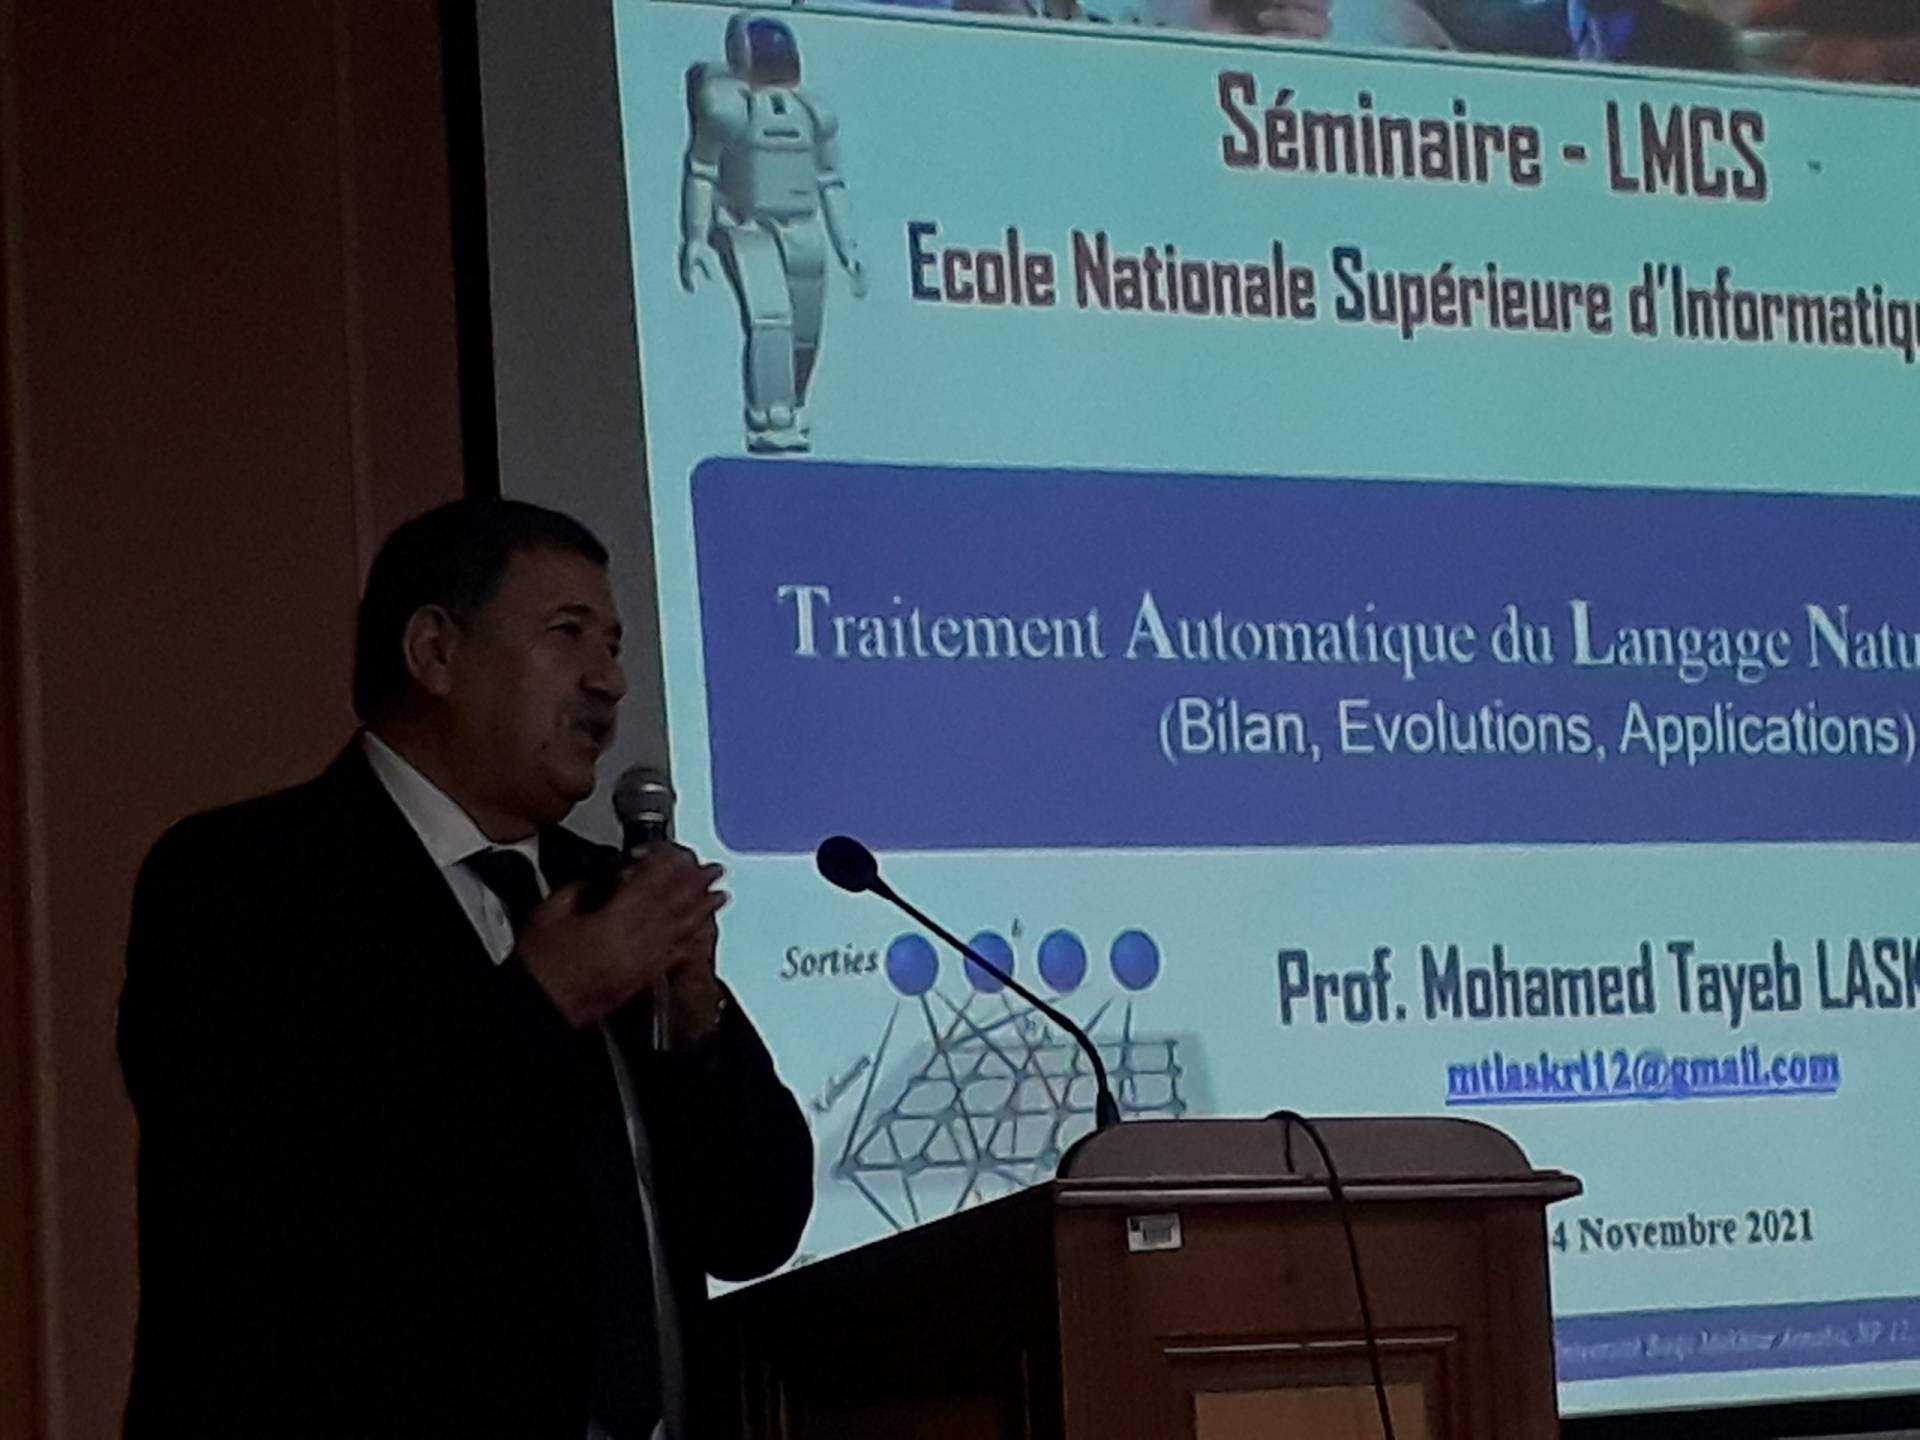 Séminaire - LMCS
Ecole Nationale Supérieure d'Informatiq
Traitement Automatique du Langage Natu
(Bilan, Evolutions, Applications)
Sorties
Prof. Mohamed Tayeb LASK
mtlaskri12@gmail.com
4 Novembre 2021